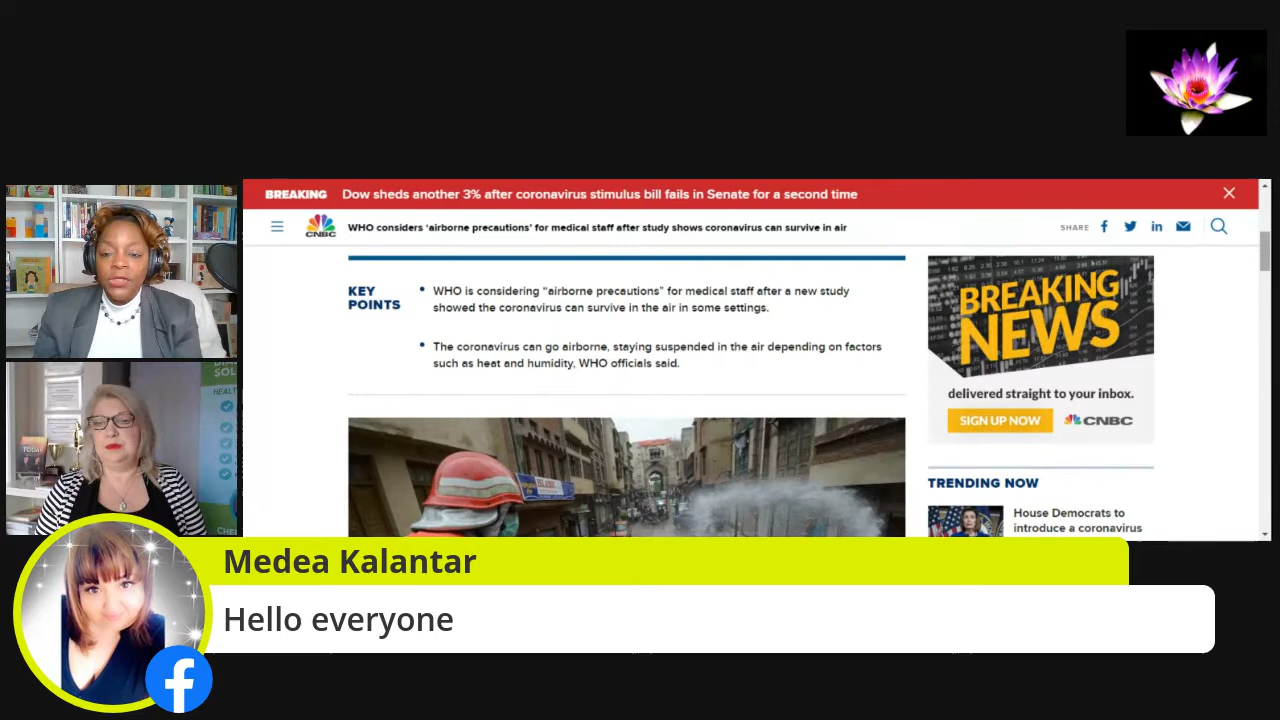 BREAKING Dow sheds another 3% after coronavirus stimulus bill fails in Senate for a second time
CNBC WHO considers ‘airborne precautions’ for medical staff after study shows coronavirus can survive in air SHARE
KEY POINTS
WHO is considering “airborne precautions” for medical staff after a new study
showed the coronavirus can survive in the air in some settings.
The coronavirus can go airborne, staying suspended in the air depending on factors
such as heat and humidity, WHO officials said.
BREAKING
NEWS
delivered straight to your inbox.
SIGN UP NOW CNBC
TRENDING NOW
House Democrats to
introduce a coronavirus
TODAY
Medea Kalantar
Hello everyone